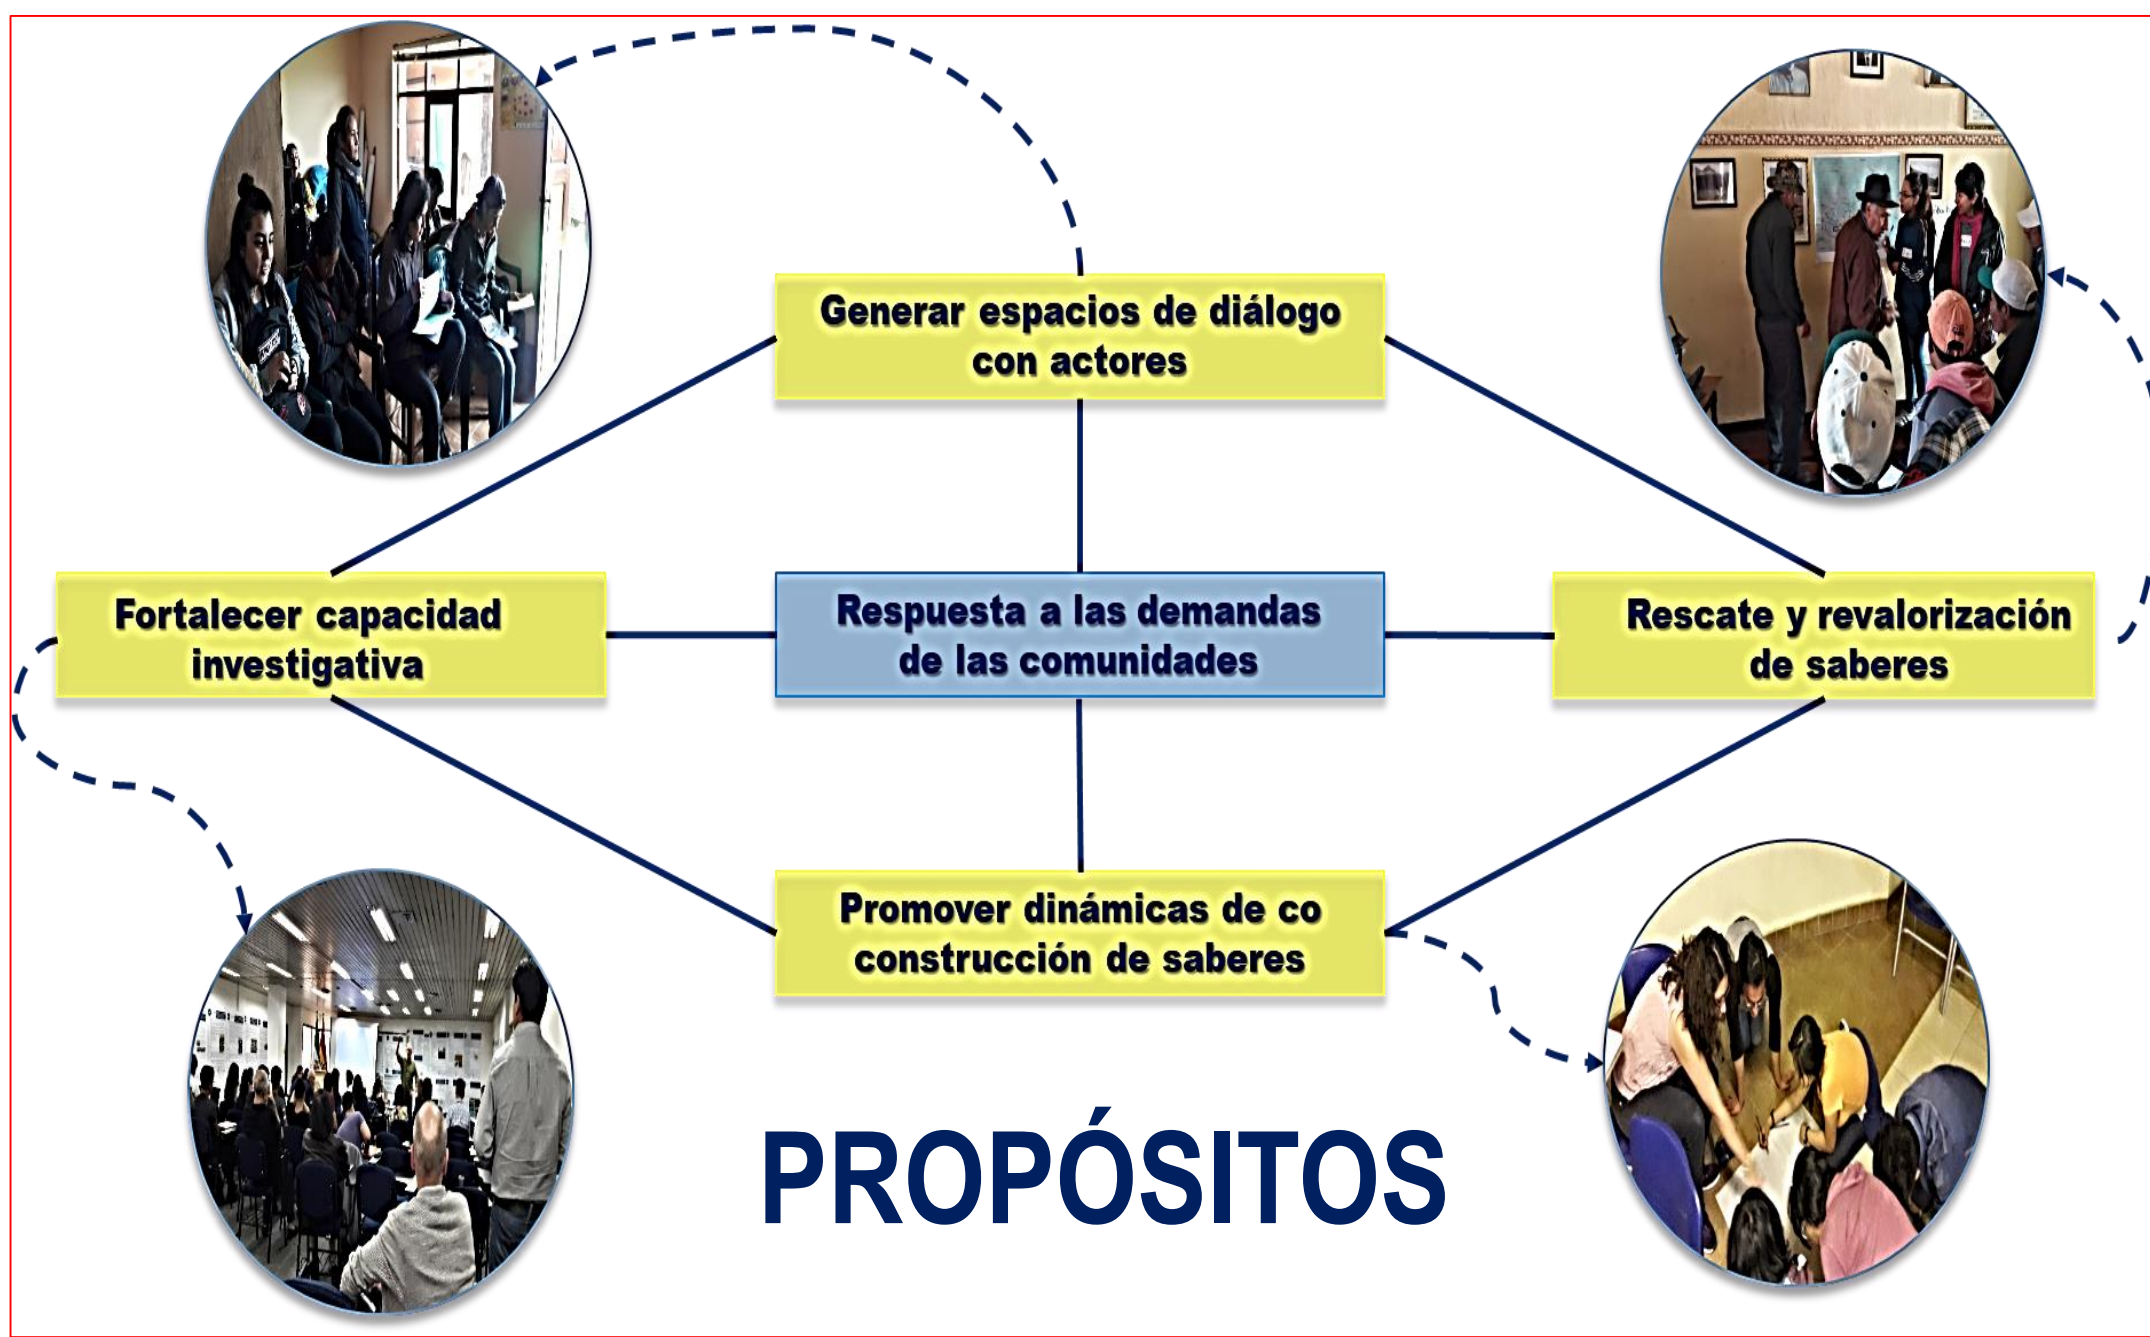 Generar espacios de diálogo
con actores
Fortalecer capacidad
investigativa
Respuesta a las demandas
de las comunidades
Rescate y revalorización
de saberes
Promover dinámicas de co
construcción de saberes
PROPÓSITOS